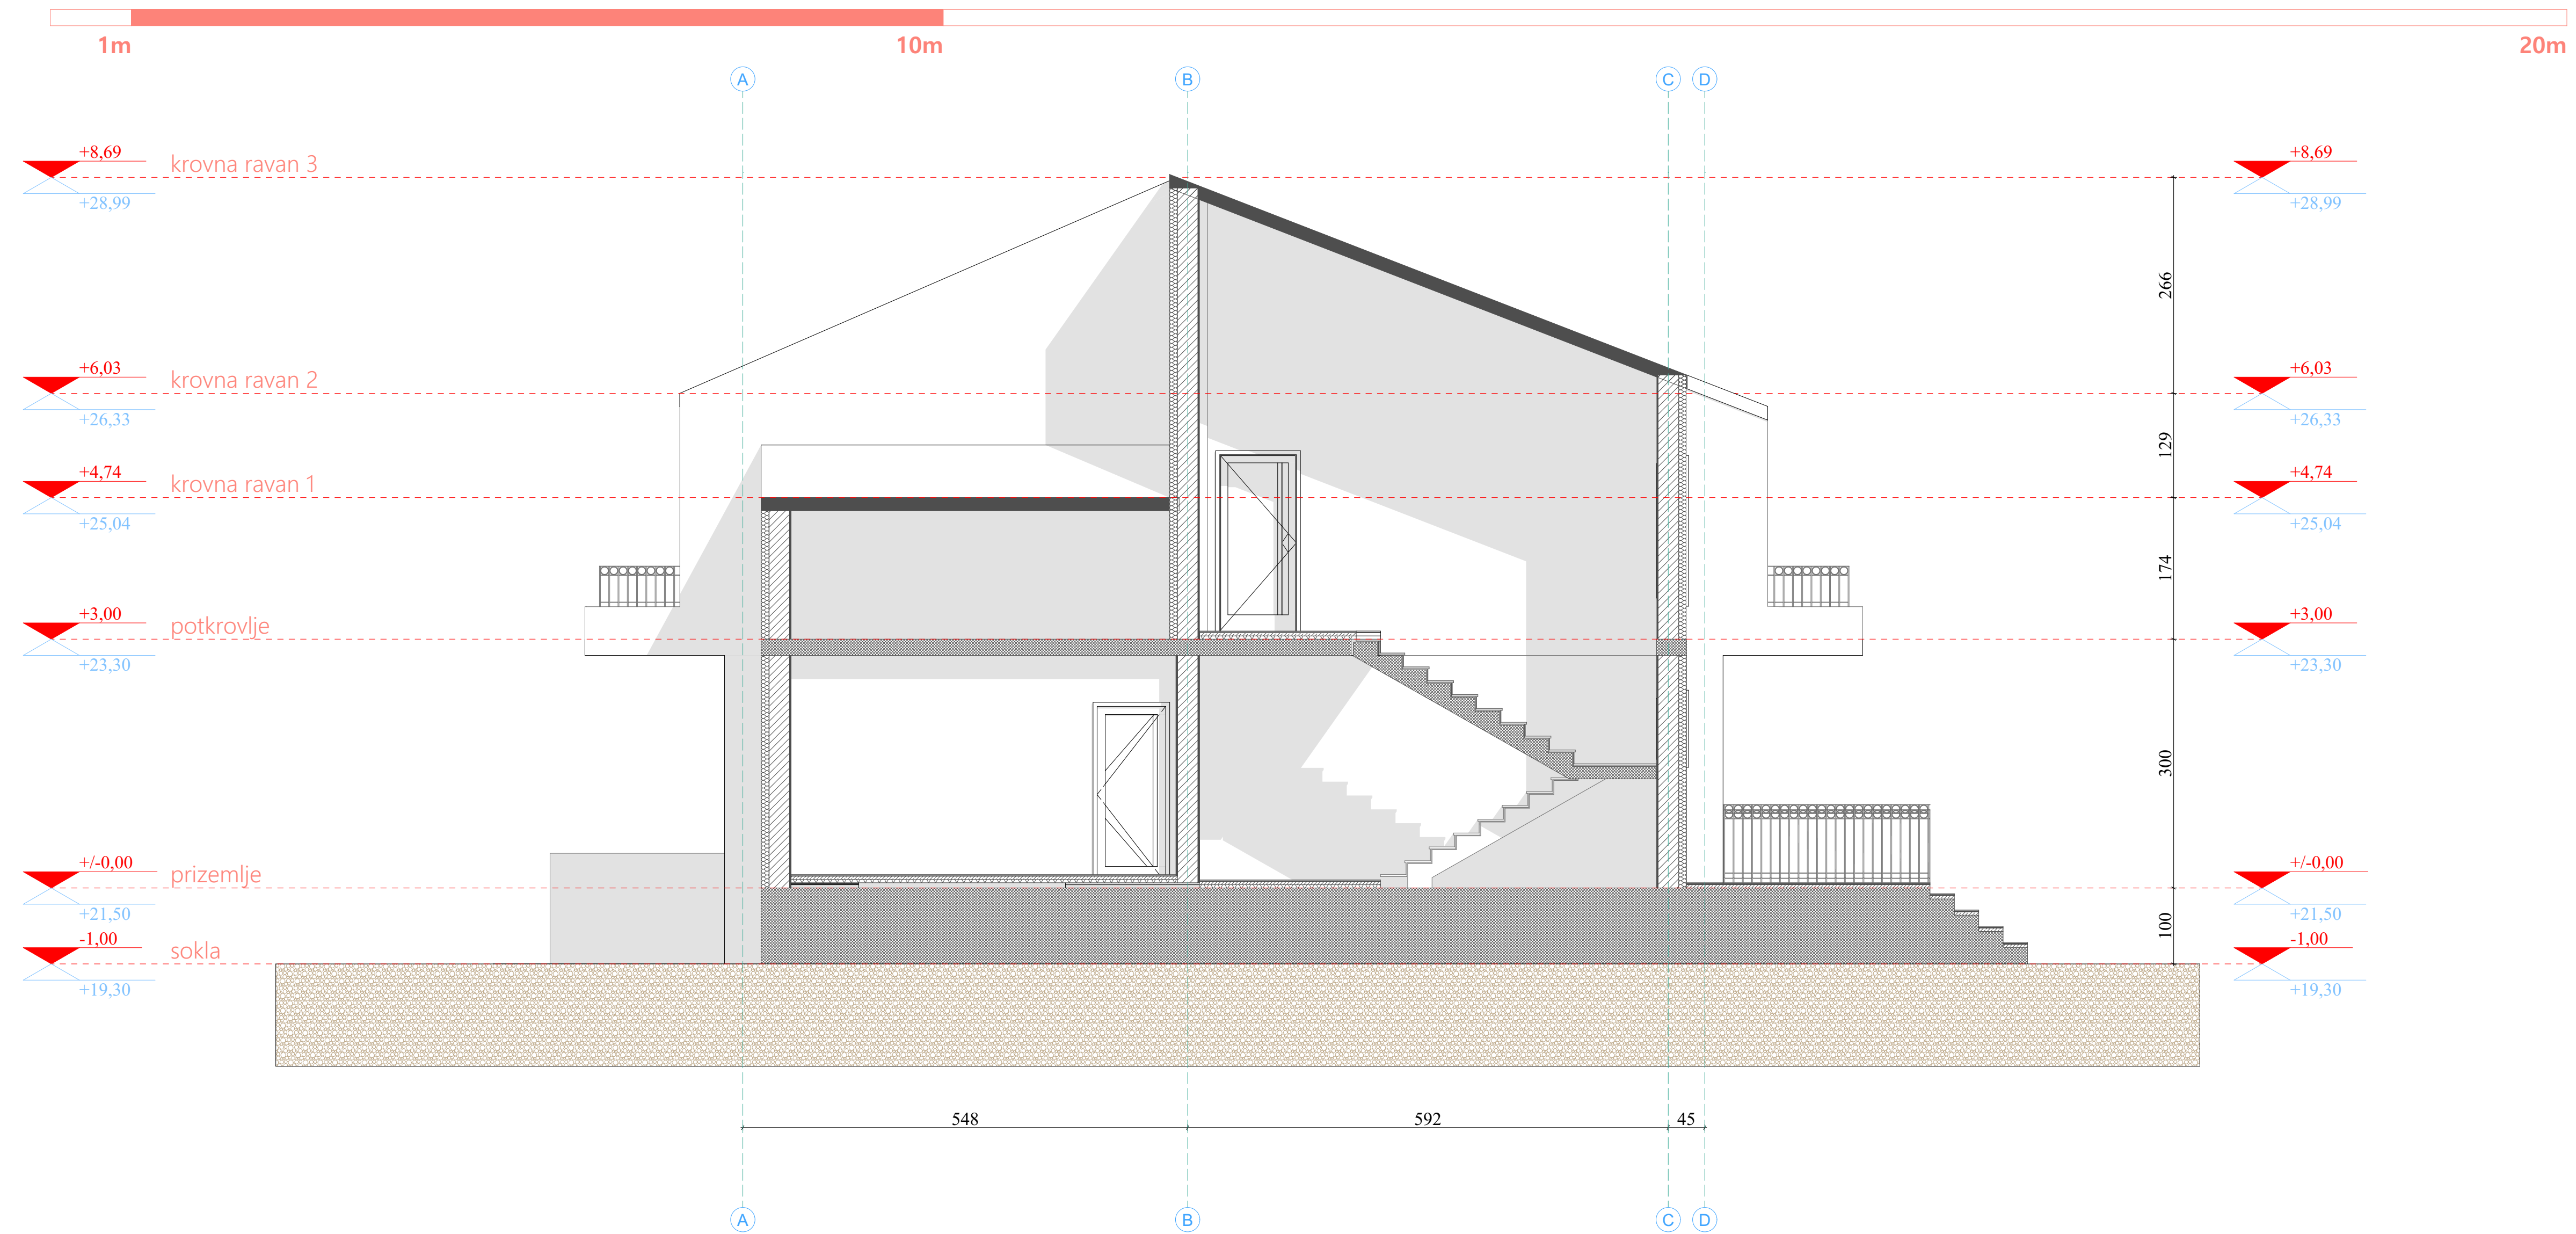 1m 10m 20m
A B C D
+8,69 krovna ravan 3 +8,69
+28,99 +28,99
266
+6,03 krovna ravan 2 +6,03
+26,33 +26,33
129
+4,74 krovna ravan 1 +4,74
+25,04 +25,04
174
+3,00 potkrovlje +3,00
+23,30 +23,30
300
+/-0,00 prizemlje +/-0,00
+21,50 +21,50
100
-1,00 sokla -1,00
+19,30 +19,30
548 592 45
A B C D